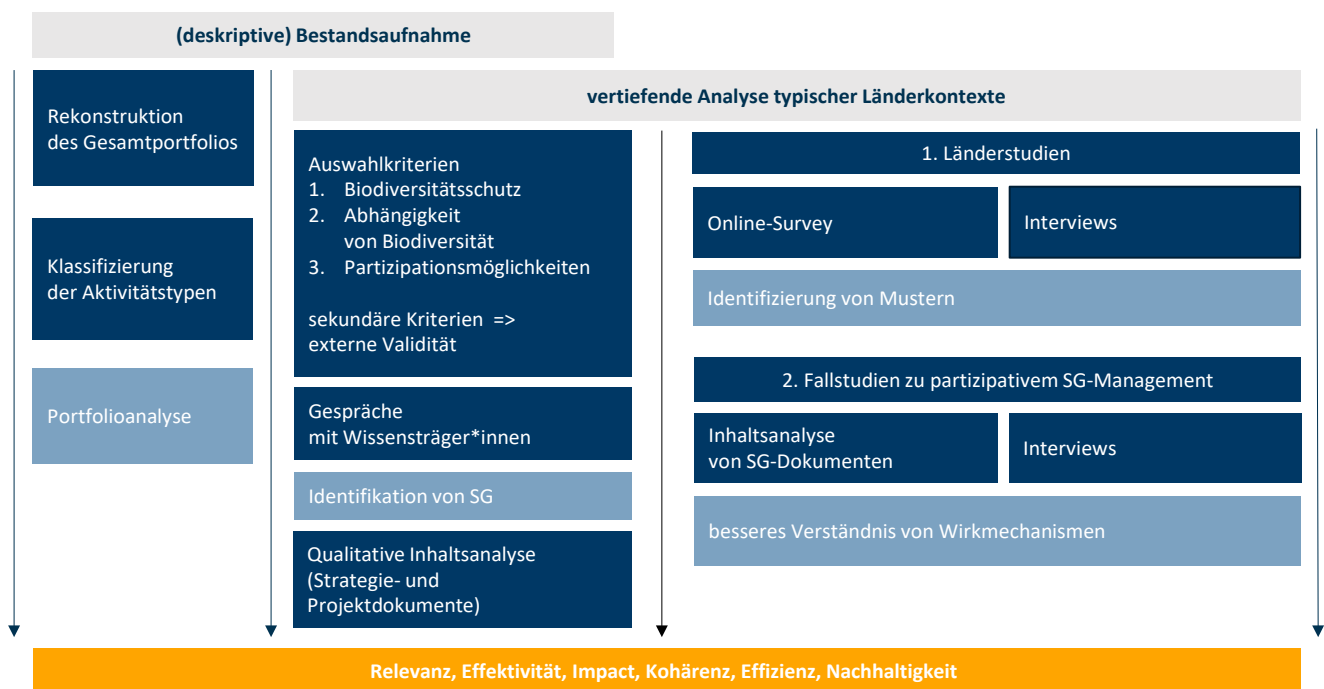 (deskriptive) Bestandsaufnahme
Rekonstruktion
des Gesamtportfolios
Klassifizierung
der Aktivitätstypen
Portfolioanalyse
vertiefende Analyse typischer Länderkontexte
Auswahlkriterien
1. Biodiversitätsschutz
2. Abhängigkeit
von Biodiversität
3. Partizipationsmöglichkeiten
sekundäre Kriterien =>
externe Validität
Gespräche
mit Wissensträger*innen
Identifikation von SG
Qualitative Inhaltsanalyse
(Strategie- und
Projektdokumente)
1. Länderstudien
Online-Survey
Interviews
Identifizierung von Mustern
2. Fallstudien zu partizipativem SG-Management
Inhaltsanalyse
von SG-Dokumenten
Interviews
besseres Verständnis von Wirkmechanismen
Relevanz, Effektivität, Impact, Kohärenz, Effizienz, Nachhaltigkeit